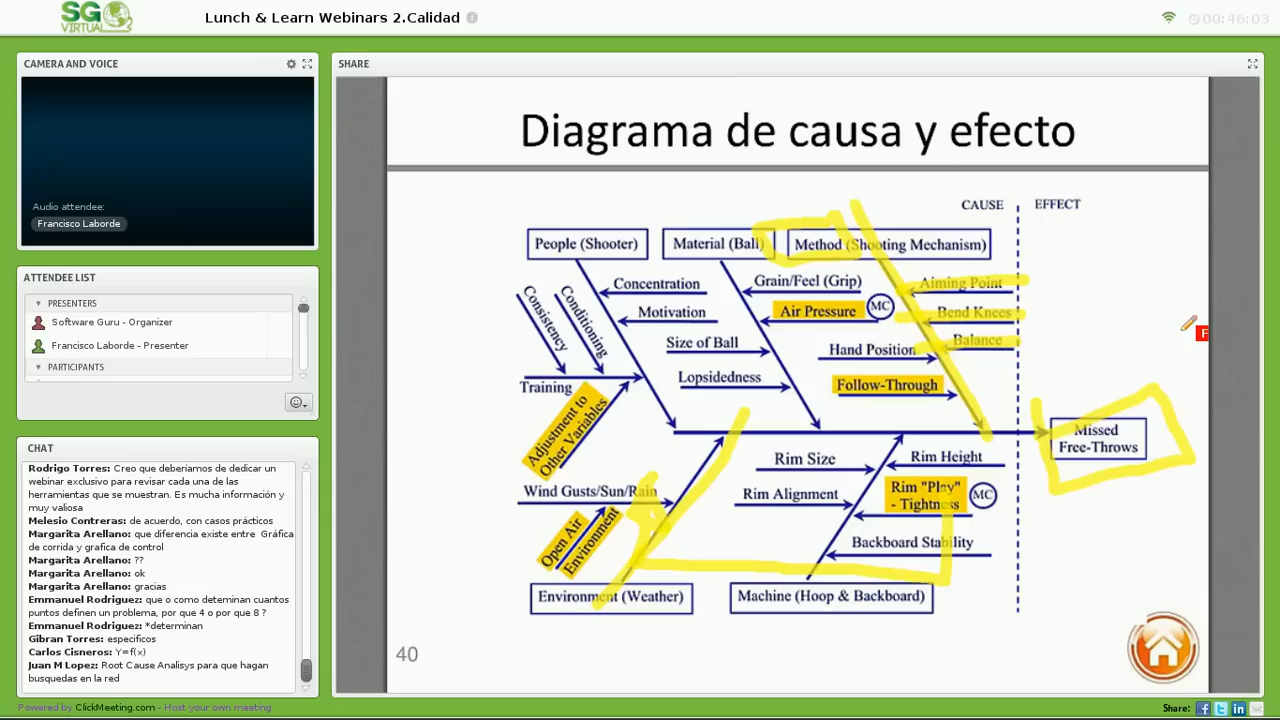 SG
VIRTUAL
Lunch & Learn Webinars 2.Calidad
00:46:03
CAMERA AND VOICE
Audio attendee:
Francisco Laborde
ATTENDEE LIST
PRESENTERS
Software Guru - Organizer
Francisco Laborde - Presenter
PARTICIPANTS
CHAT
Rodrigo Torres: Creo que deberíamos de dedicar un
webinar exclusivo para revisar cada una de las
herramientas que se muestran. Es mucha información y
muy valiosa
Melesio Contreras: de acuerdo, con casos prácticos
Margarita Arellano: que diferencia existe entre Gráfica
de corrida y grafica de control
Margarita Arellano: ??
Margarita Arellano: ok
Margarita Arellano: gracias
Emmanuel Rodriguez: que o como deteminan cuantos
puntos definen un problema, por que 4 o por que 8 ?
Emmanuel Rodriguez: *determinan
Gibran Torres: especificos
Carlos Cisneros: Y=f(x)
Juan M Lopez: Root Cause Analisys para que hagan
busquedas en la red
SHARE
Diagrama de causa y efecto
CAUSE
EFFECT
People (Shooter)
Material (Ball)
Method (Shooting Mechanism)
Consistency
Conditioning
Concentration
Motivation
Training
Adjustment to
Other Variables
Size of Ball
Lopsidedness
Grain/Feel (Grip)
Air Pressure
MC
Hand Position
Follow-Through
Aiming Point
Bend Knees
Balance
Missed
Free-Throws
Wind Gusts/Sun/Rain
Open Air
Environment
Rim Size
Rim Alignment
Rim Height
Rim "Play"
- Tightness
MC
Backboard Stability
Environment (Weather)
Machine (Hoop & Backboard)
40
F
Powered by ClickMeeting.com - Host your own meeting
Share: